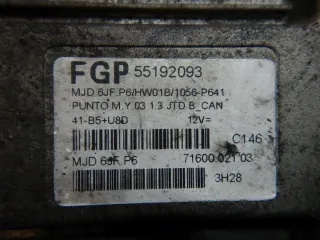 FGP 55192093
MJD 6JF.P6/HW01B/1056-P641
PUNTO M.Y.03 1.3 JTD B_CAN
41-B5+U8D 12V=
C146
MJD 6JF.P6 71600.021.03
3H28